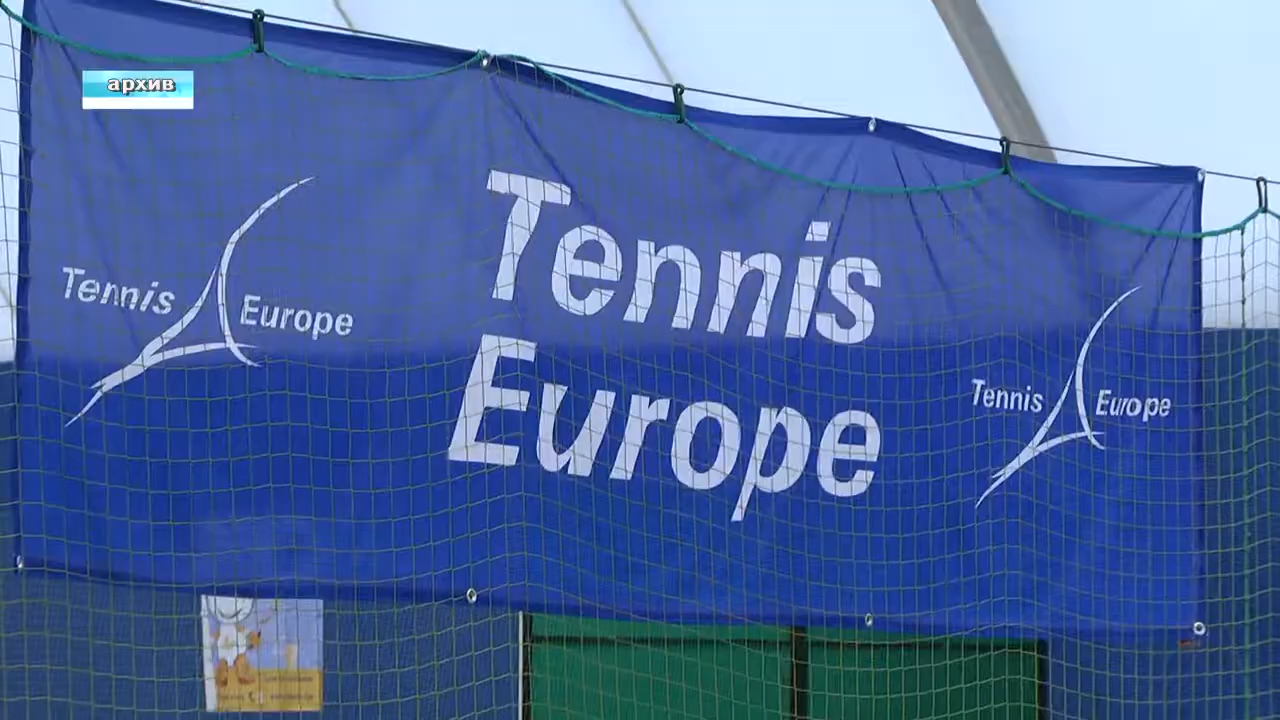 архив
Tennis Europe
Tennis
Europe
Tennis Europe